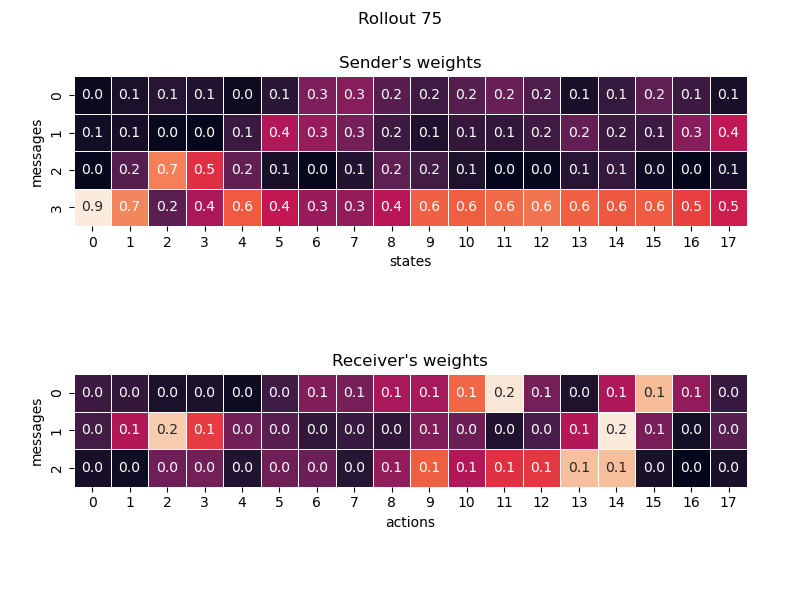 Rollout 75
Sender's weights
messages
0 0.0 0.1 0.1 0.1 0.0 0.1 0.3 0.3 0.2 0.2 0.2 0.2 0.2 0.1 0.1 0.2 0.1 0.1
1 0.1 0.1 0.0 0.0 0.1 0.4 0.3 0.3 0.2 0.1 0.1 0.1 0.2 0.2 0.2 0.1 0.3 0.4
2 0.0 0.2 0.7 0.5 0.2 0.1 0.0 0.1 0.2 0.2 0.1 0.0 0.0 0.1 0.1 0.0 0.0 0.1
3 0.9 0.7 0.2 0.4 0.6 0.4 0.3 0.3 0.4 0.6 0.6 0.6 0.6 0.6 0.6 0.6 0.5 0.5
0 1 2 3 4 5 6 7 8 9 10 11 12 13 14 15 16 17
states
Receiver's weights
messages
0 0.0 0.0 0.0 0.0 0.0 0.0 0.1 0.1 0.1 0.1 0.1 0.2 0.1 0.0 0.1 0.1 0.1 0.0
1 0.0 0.1 0.2 0.1 0.0 0.0 0.0 0.0 0.0 0.1 0.0 0.0 0.0 0.1 0.2 0.1 0.0 0.0
2 0.0 0.0 0.0 0.0 0.0 0.0 0.0 0.0 0.1 0.1 0.1 0.1 0.1 0.1 0.1 0.0 0.0 0.0
0 1 2 3 4 5 6 7 8 9 10 11 12 13 14 15 16 17
actions